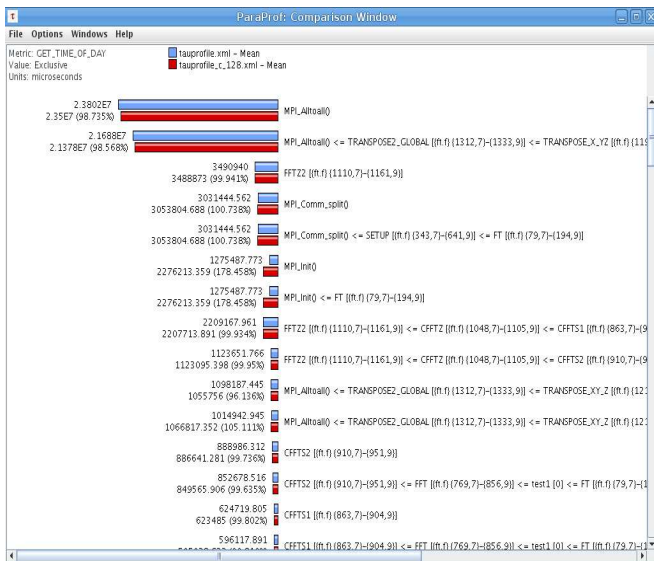 ParaProf: Comparison Window
File Options Windows Help
Metric: GET_TIME_OF_DAY
Value: Exclusive
Units: microseconds
tauprofile.xml - Mean
tauprofile_c_128.xml - Mean
2.3802E7
2.35E7 (98.735%)
MPI_Alltoall()
2.1688E7
2.1378E7 (98.568%)
MPI_Alltoall() <= TRANSPOSE2_GLOBAL [{ft.f} {1312,7}-{1333,9}] <= TRANSPOSE_X_YZ [{ft.f} {119
3490940
3488873 (99.941%)
FFTZ2 [{ft.f} {1110,7}-{1161,9}]
3031444.562
3053804.688 (100.738%)
MPI_Comm_split()
3031444.562
3053804.688 (100.738%)
MPI_Comm_split() <= SETUP [{ft.f} {343,7}-{641,9}] <= FT [{ft.f} {79,7}-{194,9}]
1275487.773
2276213.359 (178.458%)
MPI_Init()
1275487.773
2276213.359 (178.458%)
MPI_Init() <= FT [{ft.f} {79,7}-{194,9}]
2209167.961
2207713.891 (99.934%)
FFTZ2 [{ft.f} {1110,7}-{1161,9}] <= CFFTZ [{ft.f} {1048,7}-{1105,9}] <= CFFTS1 [{ft.f} {863,7}-{9
1123651.766
1123095.398 (99.95%)
FFTZ2 [{ft.f} {1110,7}-{1161,9}] <= CFFTZ [{ft.f} {1048,7}-{1105,9}] <= CFFTS2 [{ft.f} {910,7}-{9
1098187.445
1055756 (96.136%)
MPI_Alltoall() <= TRANSPOSE2_GLOBAL [{ft.f} {1312,7}-{1333,9}] <= TRANSPOSE_XY_Z [{ft.f} {121
1014942.945
1066817.352 (105.111%)
MPI_Alltoall() <= TRANSPOSE2_GLOBAL [{ft.f} {1312,7}-{1333,9}] <= TRANSPOSE_XY_Z [{ft.f} {121
888986.312
886641.281 (99.736%)
CFFTS2 [{ft.f} {910,7}-{951,9}]
852678.516
849565.906 (99.635%)
CFFTS2 [{ft.f} {910,7}-{951,9}] <= FFT [{ft.f} {769,7}-{856,9}] <= test1 [0] <= FT [{ft.f} {79,7}-{1
624719.805
623485 (99.802%)
CFFTS1 [{ft.f} {863,7}-{904,9}]
596117.891
CFFTS1 [{ft.f} {863,7}-{904,9}] <= FFT [{ft.f} {769,7}-{856,9}] <= test1 [0] <= FT [{ft.f} {79,7}-{1